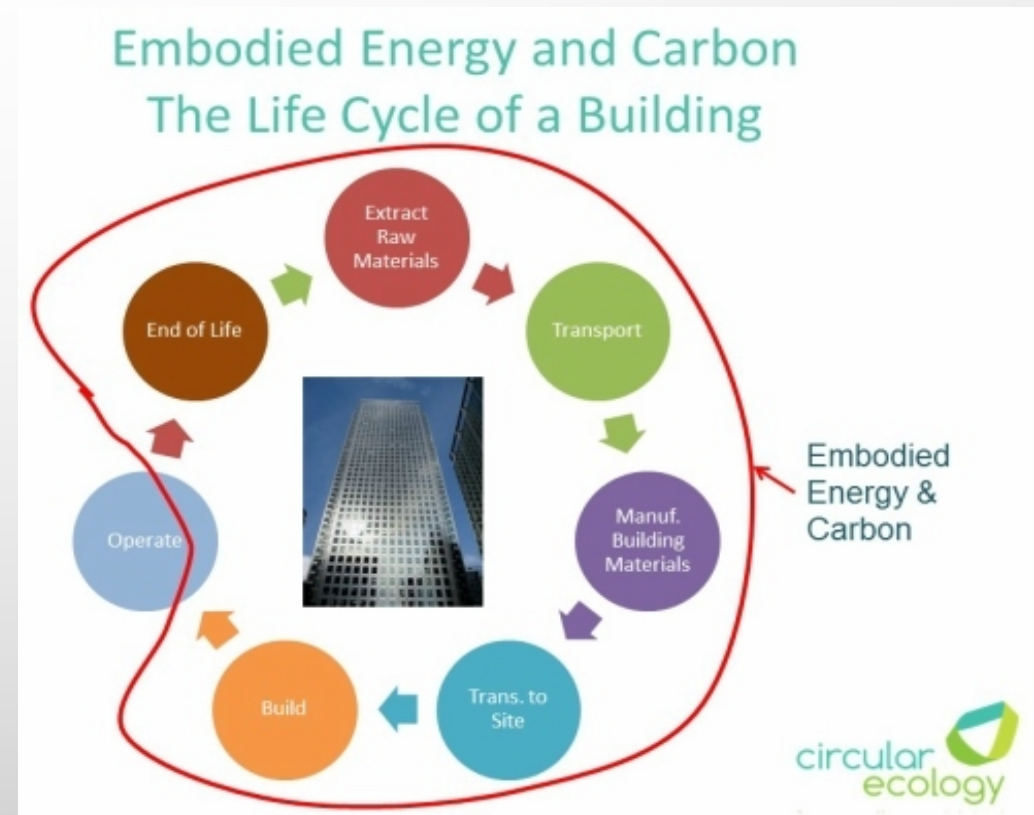 Embodied Energy and Carbon
The Life Cycle of a Building
Extract
Raw
Materials
Transport
Manuf.
Building
Materials
Trans. to
Site
Build
Operate
End of Life
Embodied
Energy &
Carbon
circular
ecology